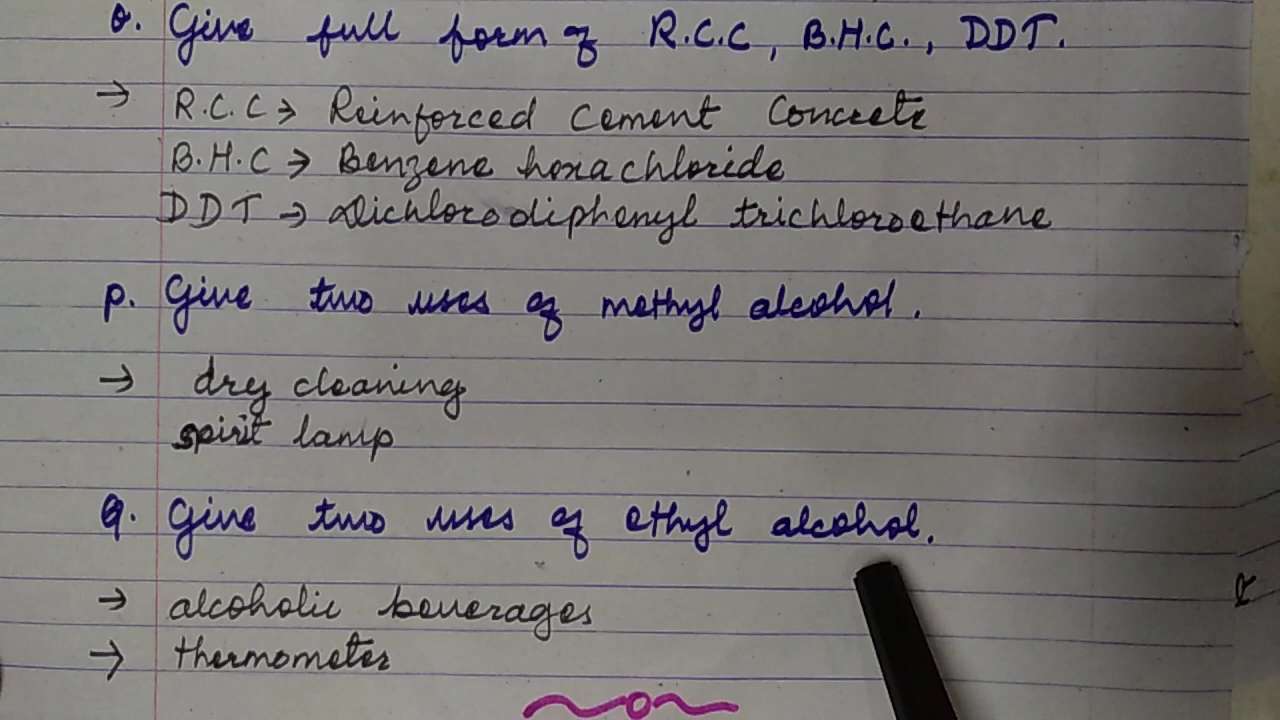 O. Give full form of R.C.C, B.H.C., DDT.
→ R.C.C → Reinforced Cement Concrete
B.H.C → Benzene hexachloride
DDT → Dichlorodiphenyl trichloroethane
P. Give two uses of methyl alcohol.
→ dry cleaning
spirit lamp
Q. Give two uses of ethyl alcohol.
→ alcoholic beverages
→ thermometer